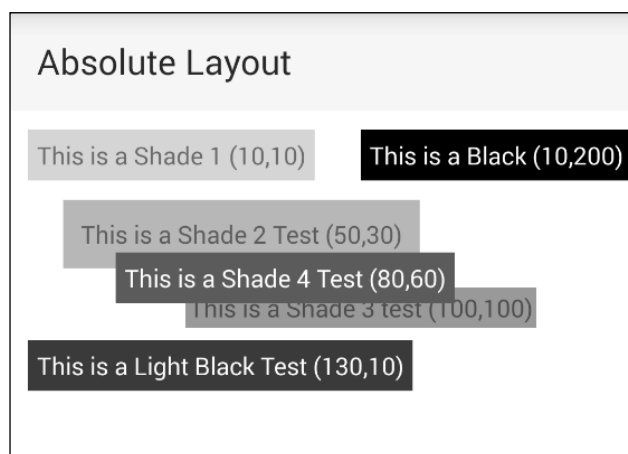 Absolute Layout
This is a Shade 1 (10,10)
This is a Black (10,200)
This is a Shade 2 Test (50,30)
This is a Shade 4 Test (80,60)
This is a Shade 3 test (100,100)
This is a Light Black Test (130,10)